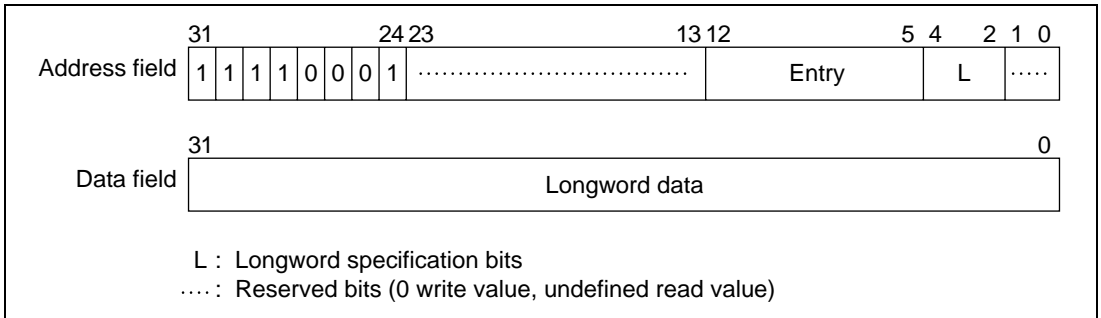 31 24 23 13 12 5 4 2 1 0
Address field 1 1 1 1 0 0 0 1 ................................. Entry L .....
31 0
Data field Longword data
L : Longword specification bits
.... : Reserved bits (0 write value, undefined read value)